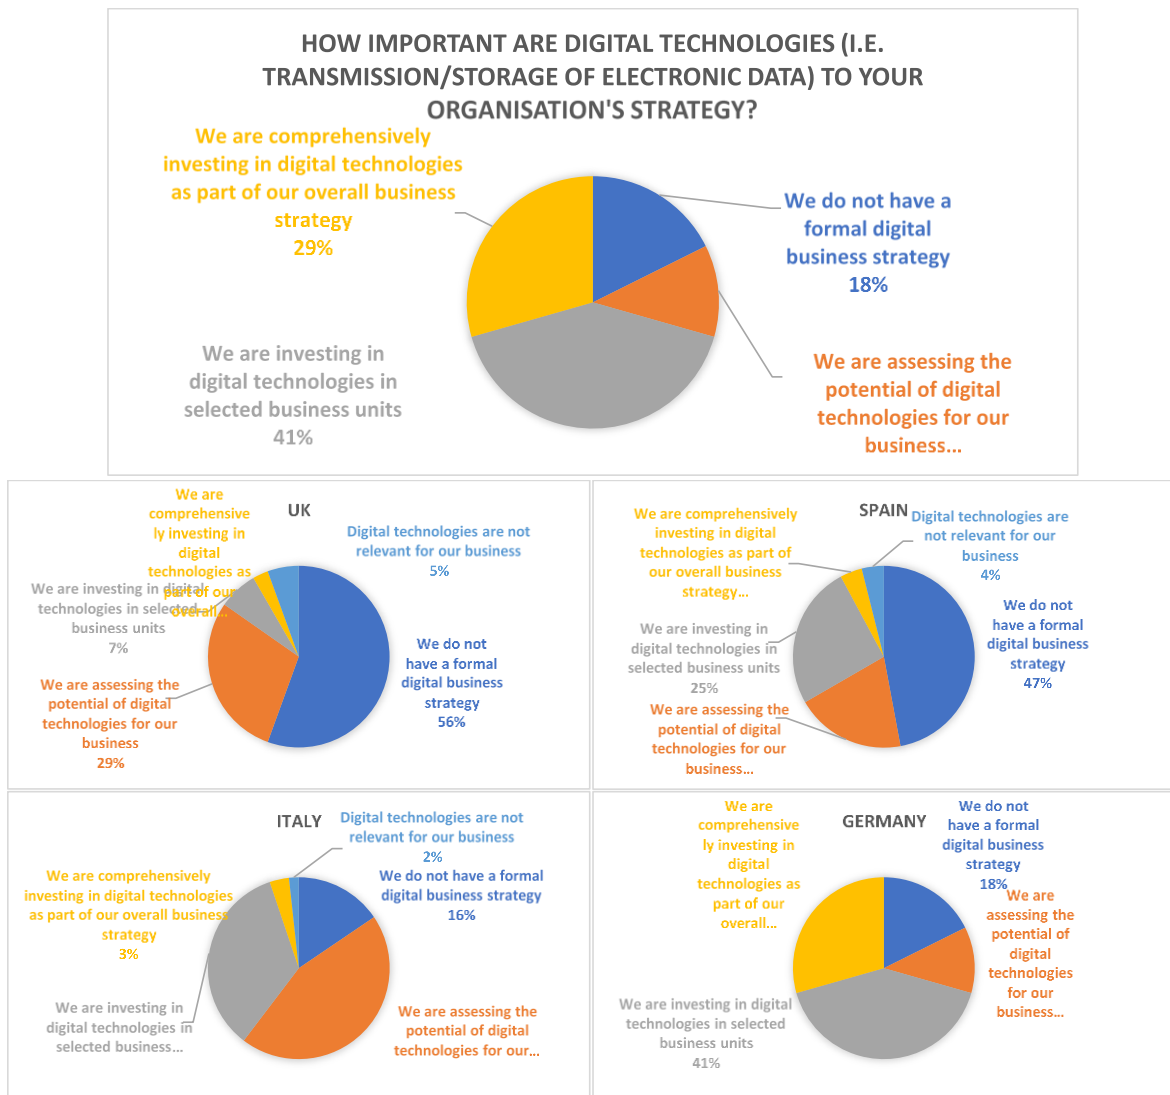 HOW IMPORTANT ARE DIGITAL TECHNOLOGIES (I.E.
TRANSMISSION/STORAGE OF ELECTRONIC DATA) TO YOUR
ORGANISATION'S STRATEGY?
We are comprehensively
investing in digital technologies
as part of our overall business
strategy
29%
We do not have a
formal digital
business strategy
18%
We are investing in
digital technologies in
selected business units
41%
We are assessing the
potential of digital
technologies for our
business...
UK
We are
comprehensive
ly investing in
digital
technologies as
part of our
overall...
Digital technologies are not
relevant for our business
5%
We are investing in digital
technologies in selected
business units
7%
We do not
have a formal
digital business
strategy
56%
We are assessing the
potential of digital
technologies for our
business
29%
SPAIN
We are comprehensively
investing in digital
technologies as part of
our overall business
strategy...
Digital technologies are
not relevant for our
business
4%
We do not
have a formal
digital business
strategy
47%
We are investing in
digital technologies in
selected business units
25%
We are assessing the
potential of digital
technologies for our
business...
ITALY
Digital technologies are not
relevant for our business
2%
We do not have a formal
digital business strategy
16%
We are comprehensively
investing in digital technologies
as part of our overall business
strategy
3%
We are investing in
digital technologies in
selected business...
We are assessing the
potential of digital
technologies for our...
GERMANY
We are
comprehensive
ly investing in
digital
technologies as
part of our
overall...
We do not
have a formal
digital business
strategy
18%
We are
assessing the
potential of
digital
technologies
for our
business...
We are investing in digital
technologies in selected
business units
41%